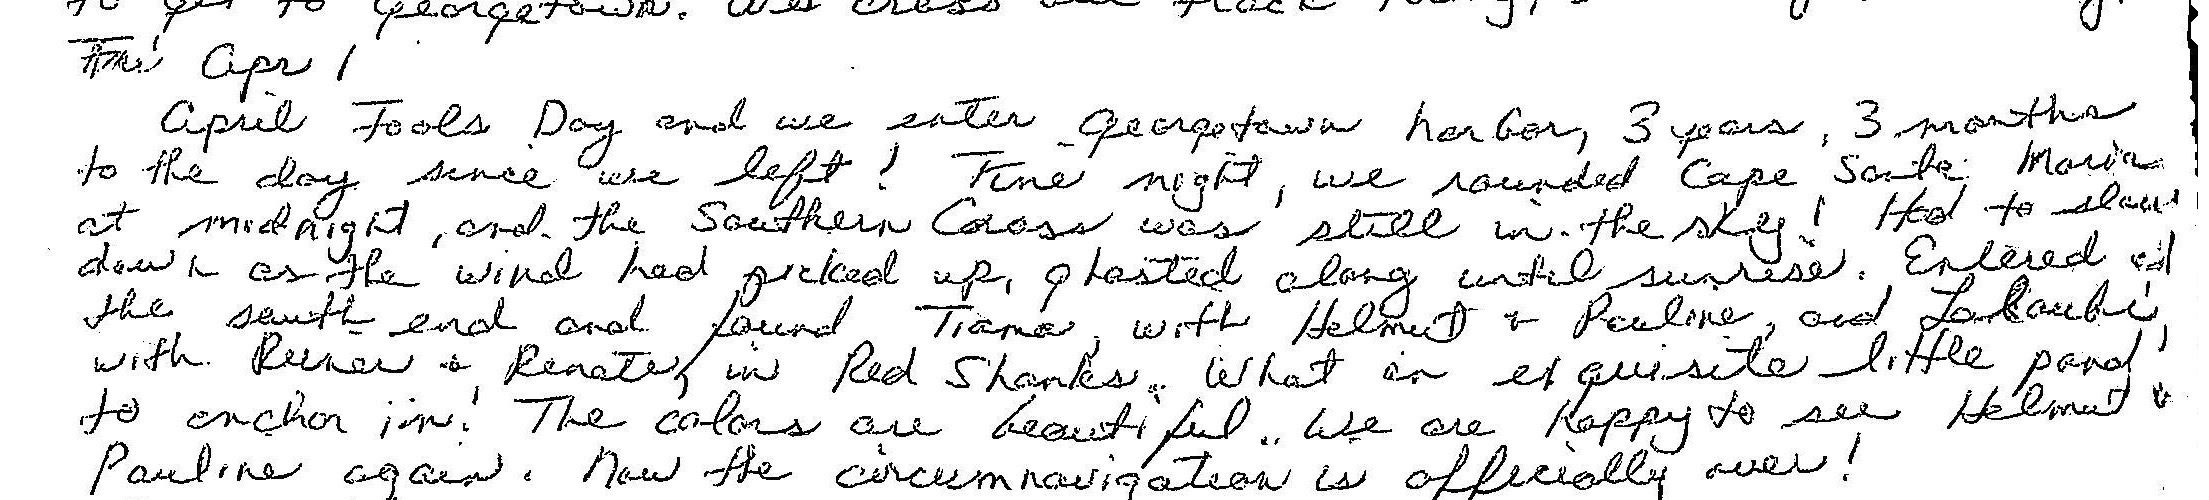 to get to Georgetown. We cross our track today,
Fri Apr 1
April Fools Day and we enter Georgetown harbor, 3 years, 3 months
to the day since we left! Fine night, we rounded Cape Santa Maria
at midnight, and the Southern Cross was still in the sky! Had to slow
down as the wind had picked up, ghosted along until sunrise. Entered at
the south end and found Tiama, with Helmut + Pauline, and
with Reiner & Renate, in Red Shanks. What an exquisite little pond
to anchor in! The colors are beautiful. We are happy to see Helmut &
Pauline again. Now the circumnavigation is officially over!